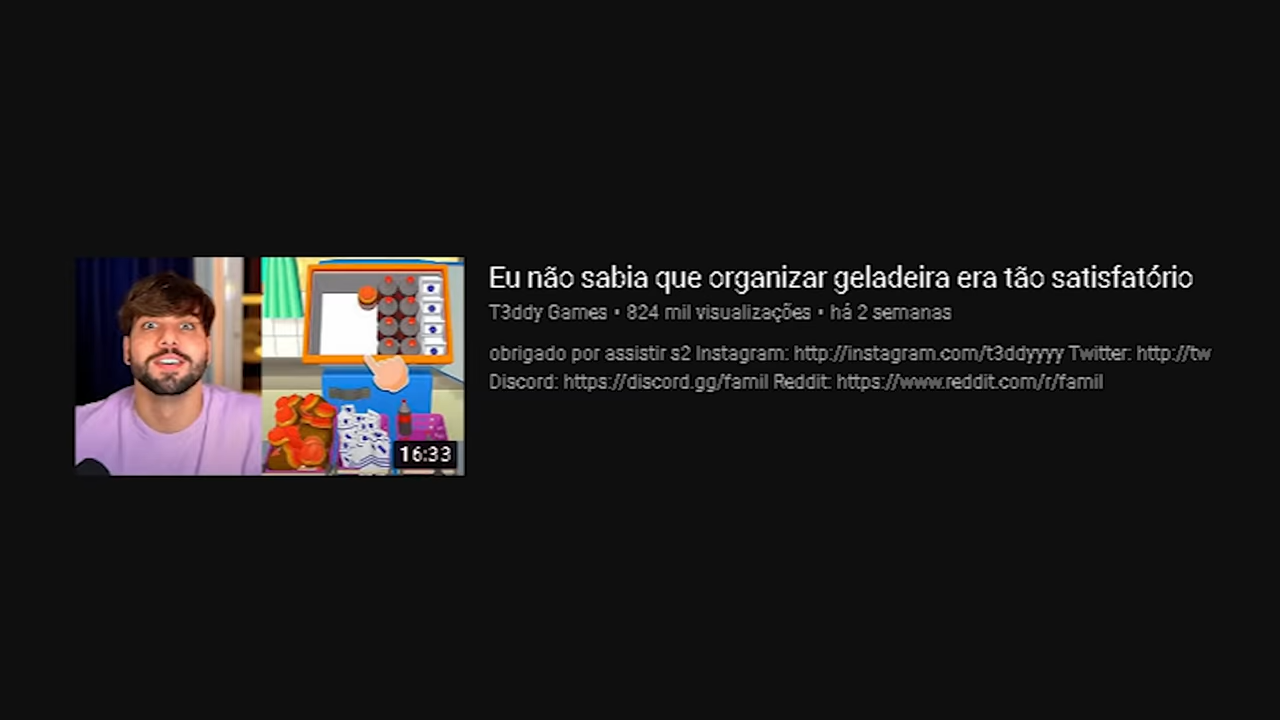 Eu não sabia que organizar geladeira era tão satisfatório
T3ddy Games • 824 mil visualizações • há 2 semanas
obrigado por assistir s2 Instagram: http://instagram.com/t3ddyyyy Twitter: http://tw
Discord: https://discord.gg/famil Reddit: https://www.reddit.com/r/famil
16:33